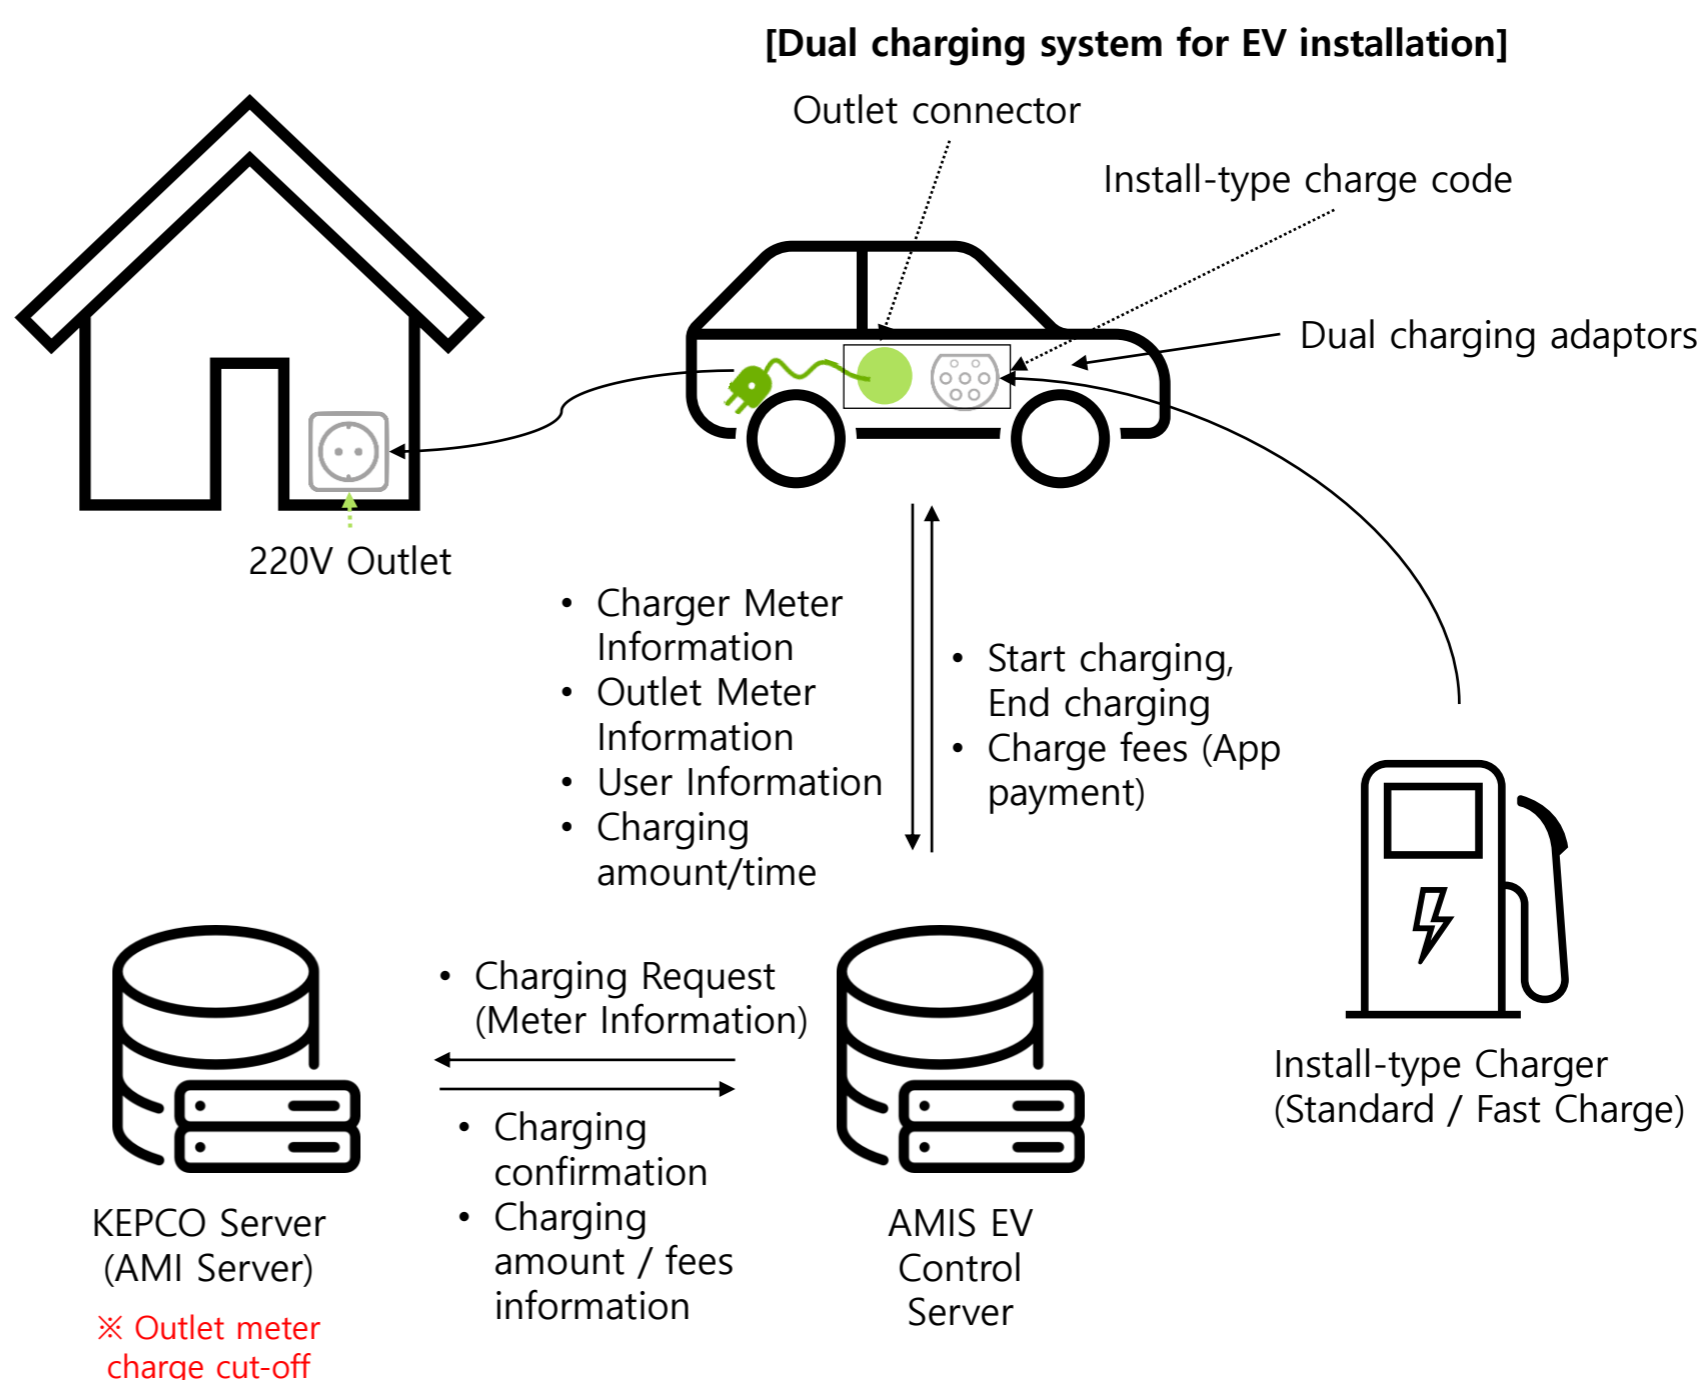 [Dual charging system for EV installation]
Outlet connector
Install-type charge code
Dual charging adaptors
220V Outlet
• Charger Meter
Information
• Outlet Meter
Information
• User Information
• Charging
amount/time
• Start charging,
End charging
• Charge fees (App
payment)
• Charging Request
(Meter Information)
• Charging
confirmation
• Charging
amount / fees
information
Install-type Charger
(Standard / Fast Charge)
KEPCO Server
(AMI Server)
※ Outlet meter
charge cut-off
AMIS EV
Control
Server